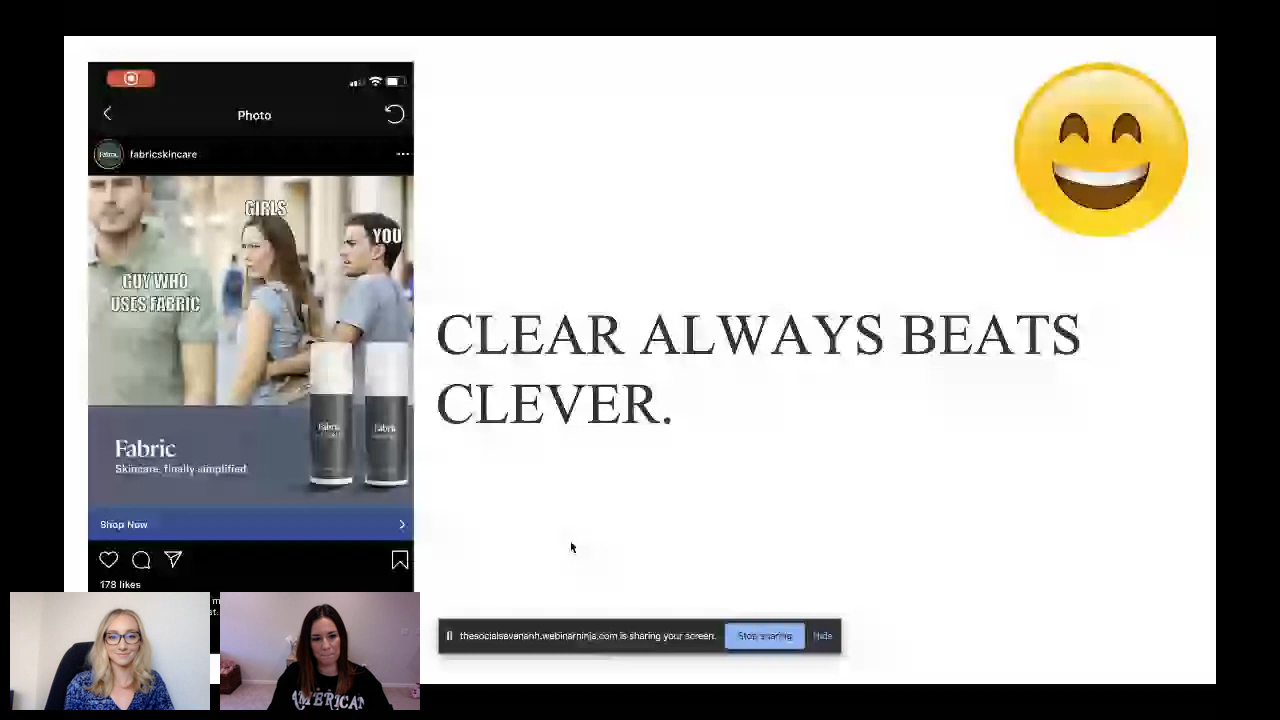 Photo
fabricskincare
GIRLS
YOU
GUY WHO
USES FABRIC
CLEAR ALWAYS BEATS
CLEVER.
Fabric
Fabric
Fabric
Skincare, finally simplified
Shop Now
178 likes
thesocialsavannah.webinarninja.com is sharing your screen.
Stop sharing
Hide
AMERICAN